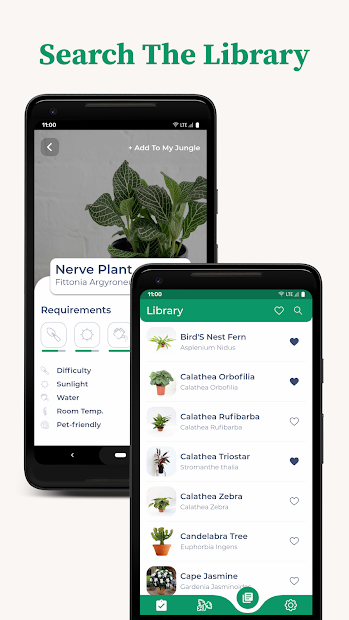 Search The Library
11:00
LTE
+ Add To My Jungle
Nerve Plant
Fittonia Argyroneu
Requirements
Difficulty
Sunlight
Water
Room Temp.
Pet-friendly
11:00
LTE
Library
Bird'S Nest Fern
Asplenium Nidus
Calathea Orbofilia
Calathea Orbofilia
Calathea Rufibarba
Calathea Rufibarba
Calathea Triostar
Stromanthe thalia
Calathea Zebra
Calathea Zebra
Candelabra Tree
Euphorbia Ingens
Cape Jasmine
Gardenia Jasminoides